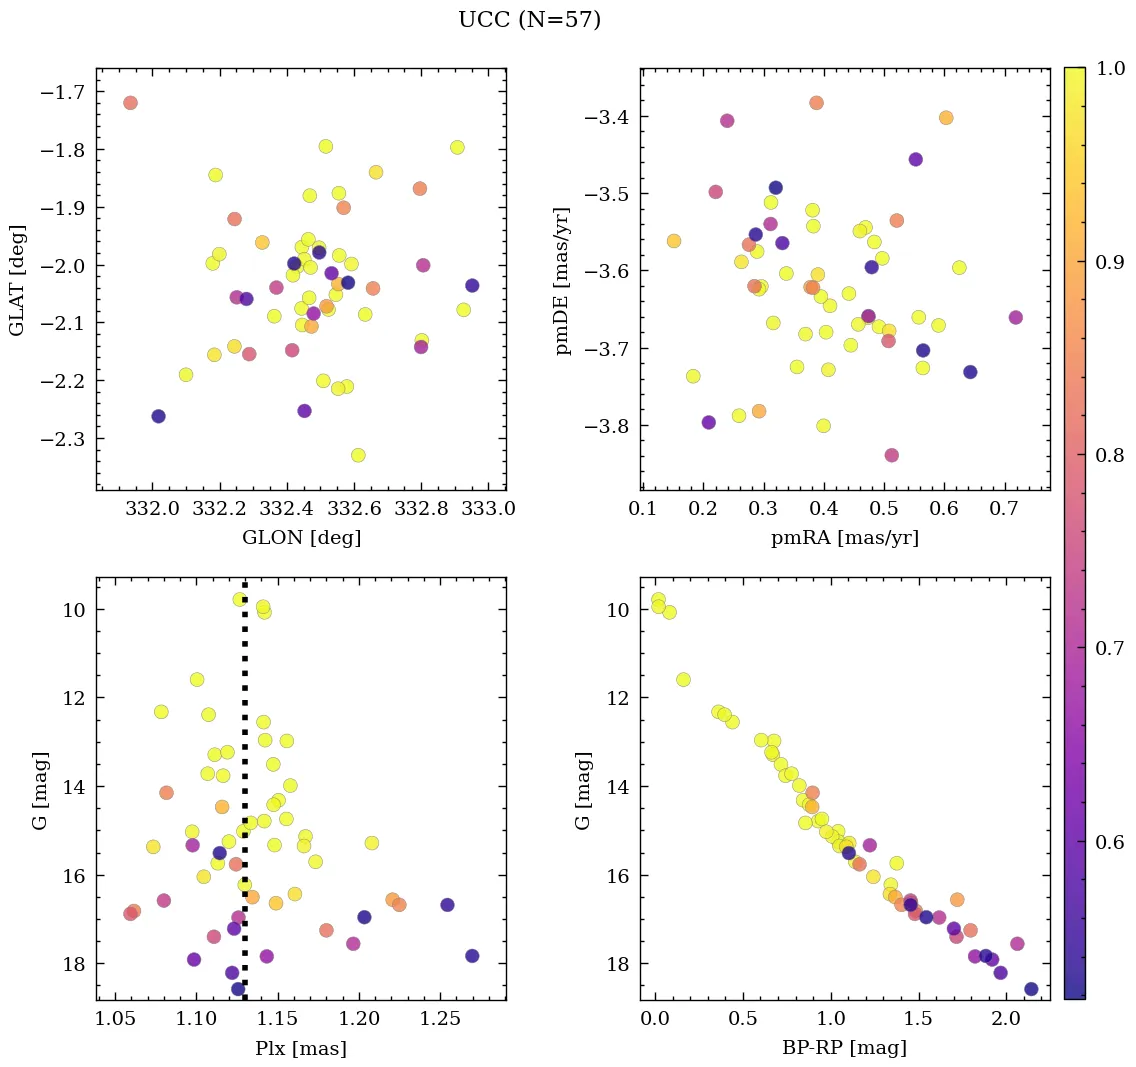 UCC (N=57)
−1.7
−1.8
−1.9
−2.0
−2.1
−2.2
−2.3
GLAT [deg]
332.0 332.2 332.4 332.6 332.8 333.0
GLON [deg]
−3.4
−3.5
−3.6
−3.7
−3.8
pmDE [mas/yr]
0.1 0.2 0.3 0.4 0.5 0.6 0.7
pmRA [mas/yr]
1.0
0.9
0.8
0.7
0.6
10
12
14
16
18
G [mag]
1.05 1.10 1.15 1.20 1.25
Plx [mas]
10
12
14
16
18
G [mag]
0.0 0.5 1.0 1.5 2.0
BP-RP [mag]